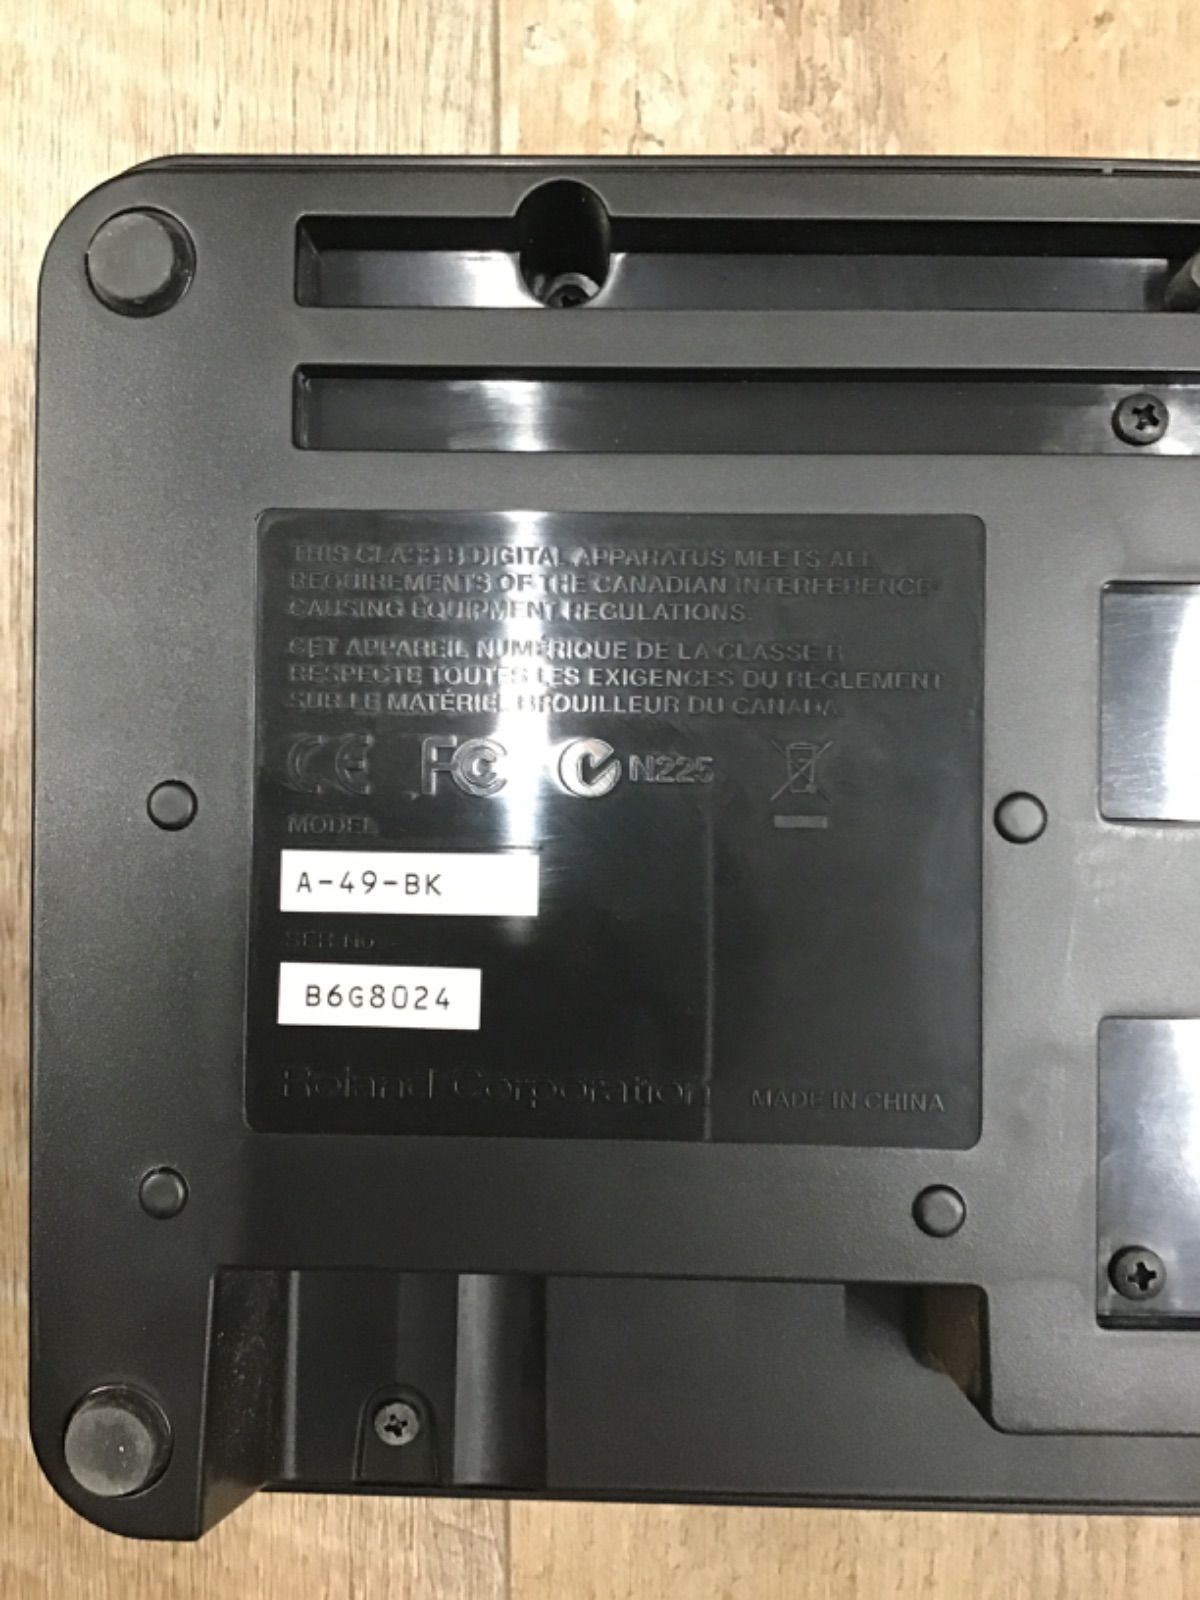 THIS CLASS B DIGITAL APPARATUS MEETS ALL
REQUIREMENTS OF THE CANADIAN INTERFERENCE-
CAUSING EQUIPMENT REGULATIONS.
CET APPAREIL NUMÉRIQUE DE LA CLASSE B
RESPECTE TOUTES LES EXIGENCES DU RÈGLEMENT
SUR LE MATÉRIEL BROUILLEUR DU CANADA.
CE FC N225
MODEL
A-49-BK
SER.No.
B6G8024
Roland Corporation MADE IN CHINA